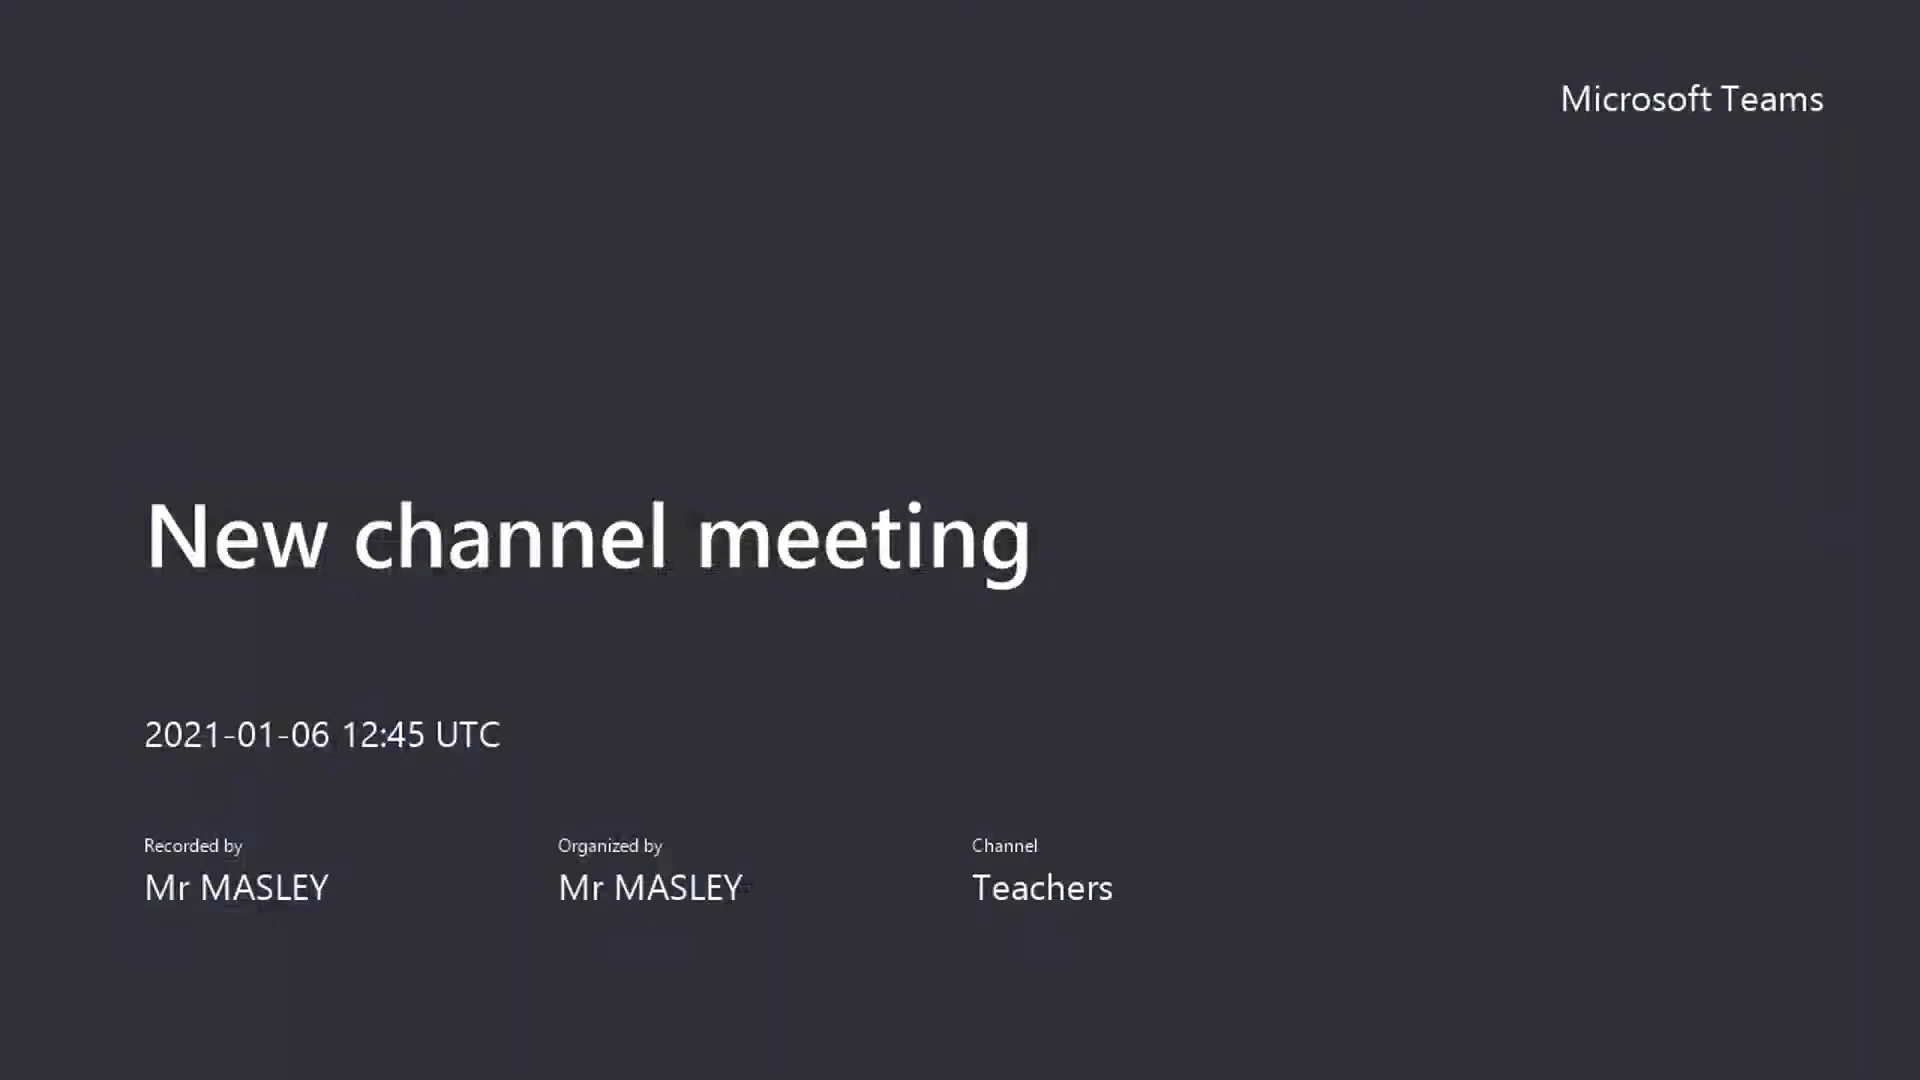 Microsoft Teams
New channel meeting
2021-01-06 12:45 UTC
Recorded by
Mr MASLEY
Organized by
Mr MASLEY
Channel
Teachers